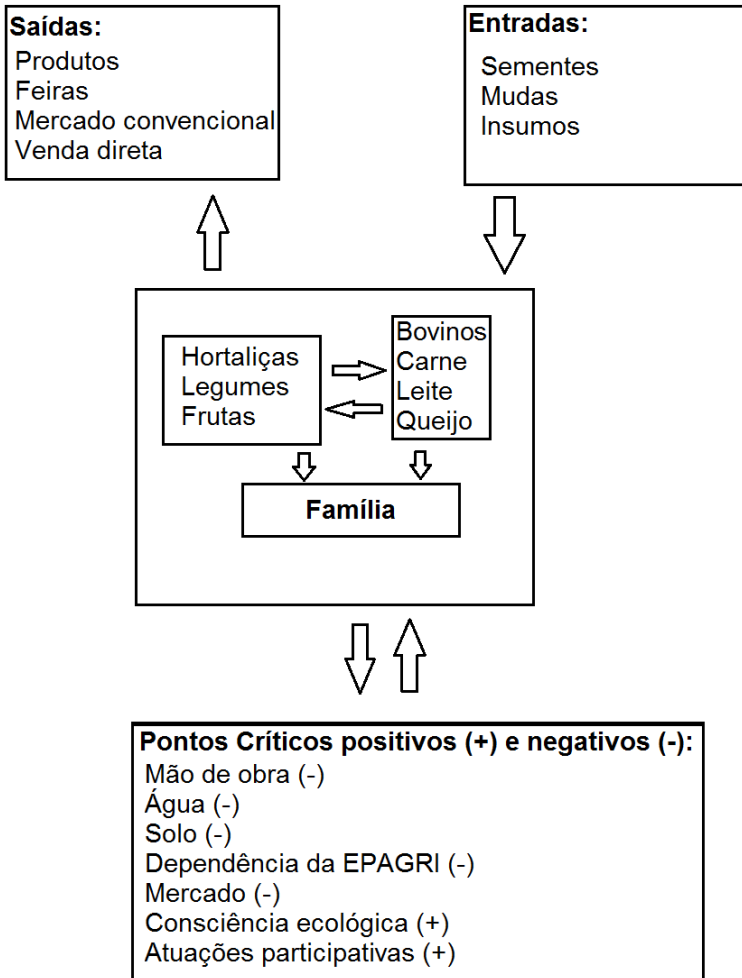 Saídas:
Produtos
Feiras
Mercado convencional
Venda direta
Entradas:
Sementes
Mudas
Insumos
Hortaliças
Legumes
Frutas
Bovinos
Carne
Leite
Queijo
Família
Pontos Críticos positivos (+) e negativos (-):
Mão de obra (-)
Água (-)
Solo (-)
Dependência da EPAGRI (-)
Mercado (-)
Consciência ecológica (+)
Atuações participativas (+)